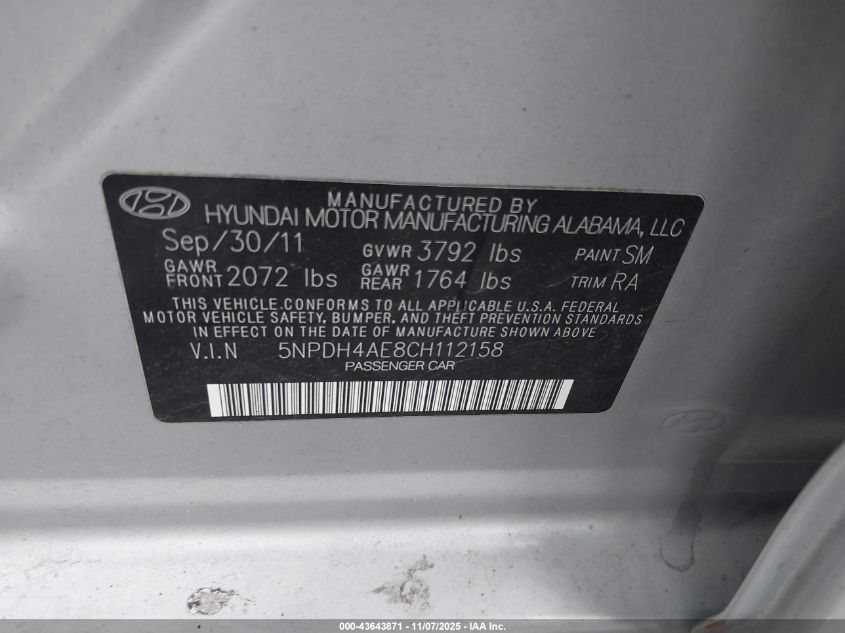 MANUFACTURED BY
HYUNDAI MOTOR MANUFACTURING ALABAMA, LLC
Sep/30/11 GVWR 3792 lbs PAINT SM
GAWR FRONT 2072 lbs GAWR REAR 1764 lbs TRIM RA
THIS VEHICLE CONFORMS TO ALL APPLICABLE U.S.A. FEDERAL
MOTOR VEHICLE SAFETY, BUMPER, AND THEFT PREVENTION STANDARDS
IN EFFECT ON THE DATE OF MANUFACTURE SHOWN ABOVE
V.I.N 5NPDH4AE8CH112158
PASSENGER CAR
000-43643871 - 11/07/2025 - IAA Inc.